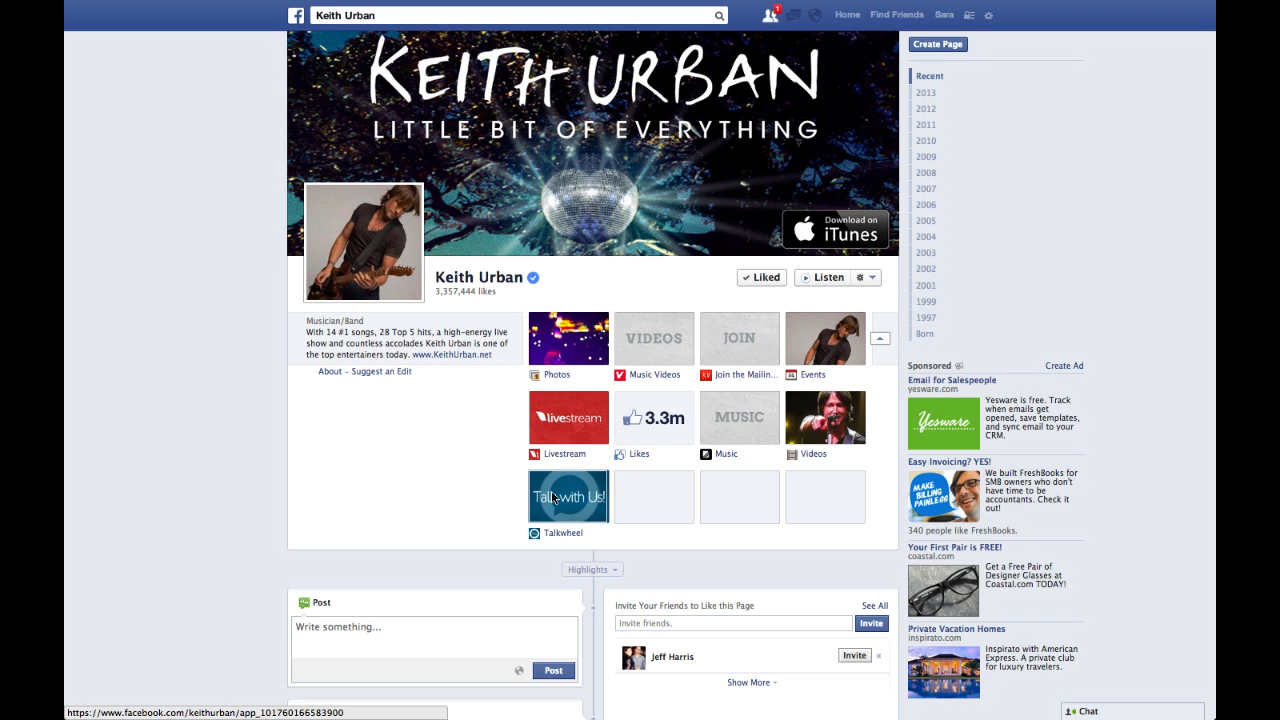 Keith Urban
1
Home
Find Friends
Sara
KEITH URBAN
LITTLE BIT OF EVERYTHING
Download on
iTunes
Keith Urban
3,357,444 likes
Liked
Listen
Musician/Band
With 14 #1 songs, 28 Top 5 hits, a high-energy live
show and countless accolades Keith Urban is one of
the top entertainers today. www.KeithUrban.net
About - Suggest an Edit
VIDEOS
JOIN
Photos
Music Videos
Join the Mailin...
Events
livestream
3.3m
MUSIC
Livestream
Likes
Music
Videos
Talk with Us!
Talkwheel
Highlights
Post
Write something...
Post
Invite Your Friends to Like this Page
See All
Invite friends.
Invite
Jeff Harris
Invite
Show More
Create Page
Recent
2013
2012
2011
2010
2009
2008
2007
2006
2005
2004
2003
2002
2001
1999
1997
Born
Sponsored
Create Ad
Email for Salespeople
yesware.com
Yesware
Yesware is free. Track
when emails get
opened, save templates,
and sync email to your
CRM.
Easy Invoicing? YES!
MAKE
BILLING
PAINLESS
We built FreshBooks for
SMB owners who don't
have time to be
accountants. Check it
out!
340 people like FreshBooks.
Your First Pair is FREE!
coastal.com
Get a Free Pair of
Designer Glasses at
Coastal.com TODAY!
Private Vacation Homes
inspirato.com
Inspirato with American
Express. A private club
for luxury travelers.
Chat
https://www.facebook.com/keithurban/app_101760166583900